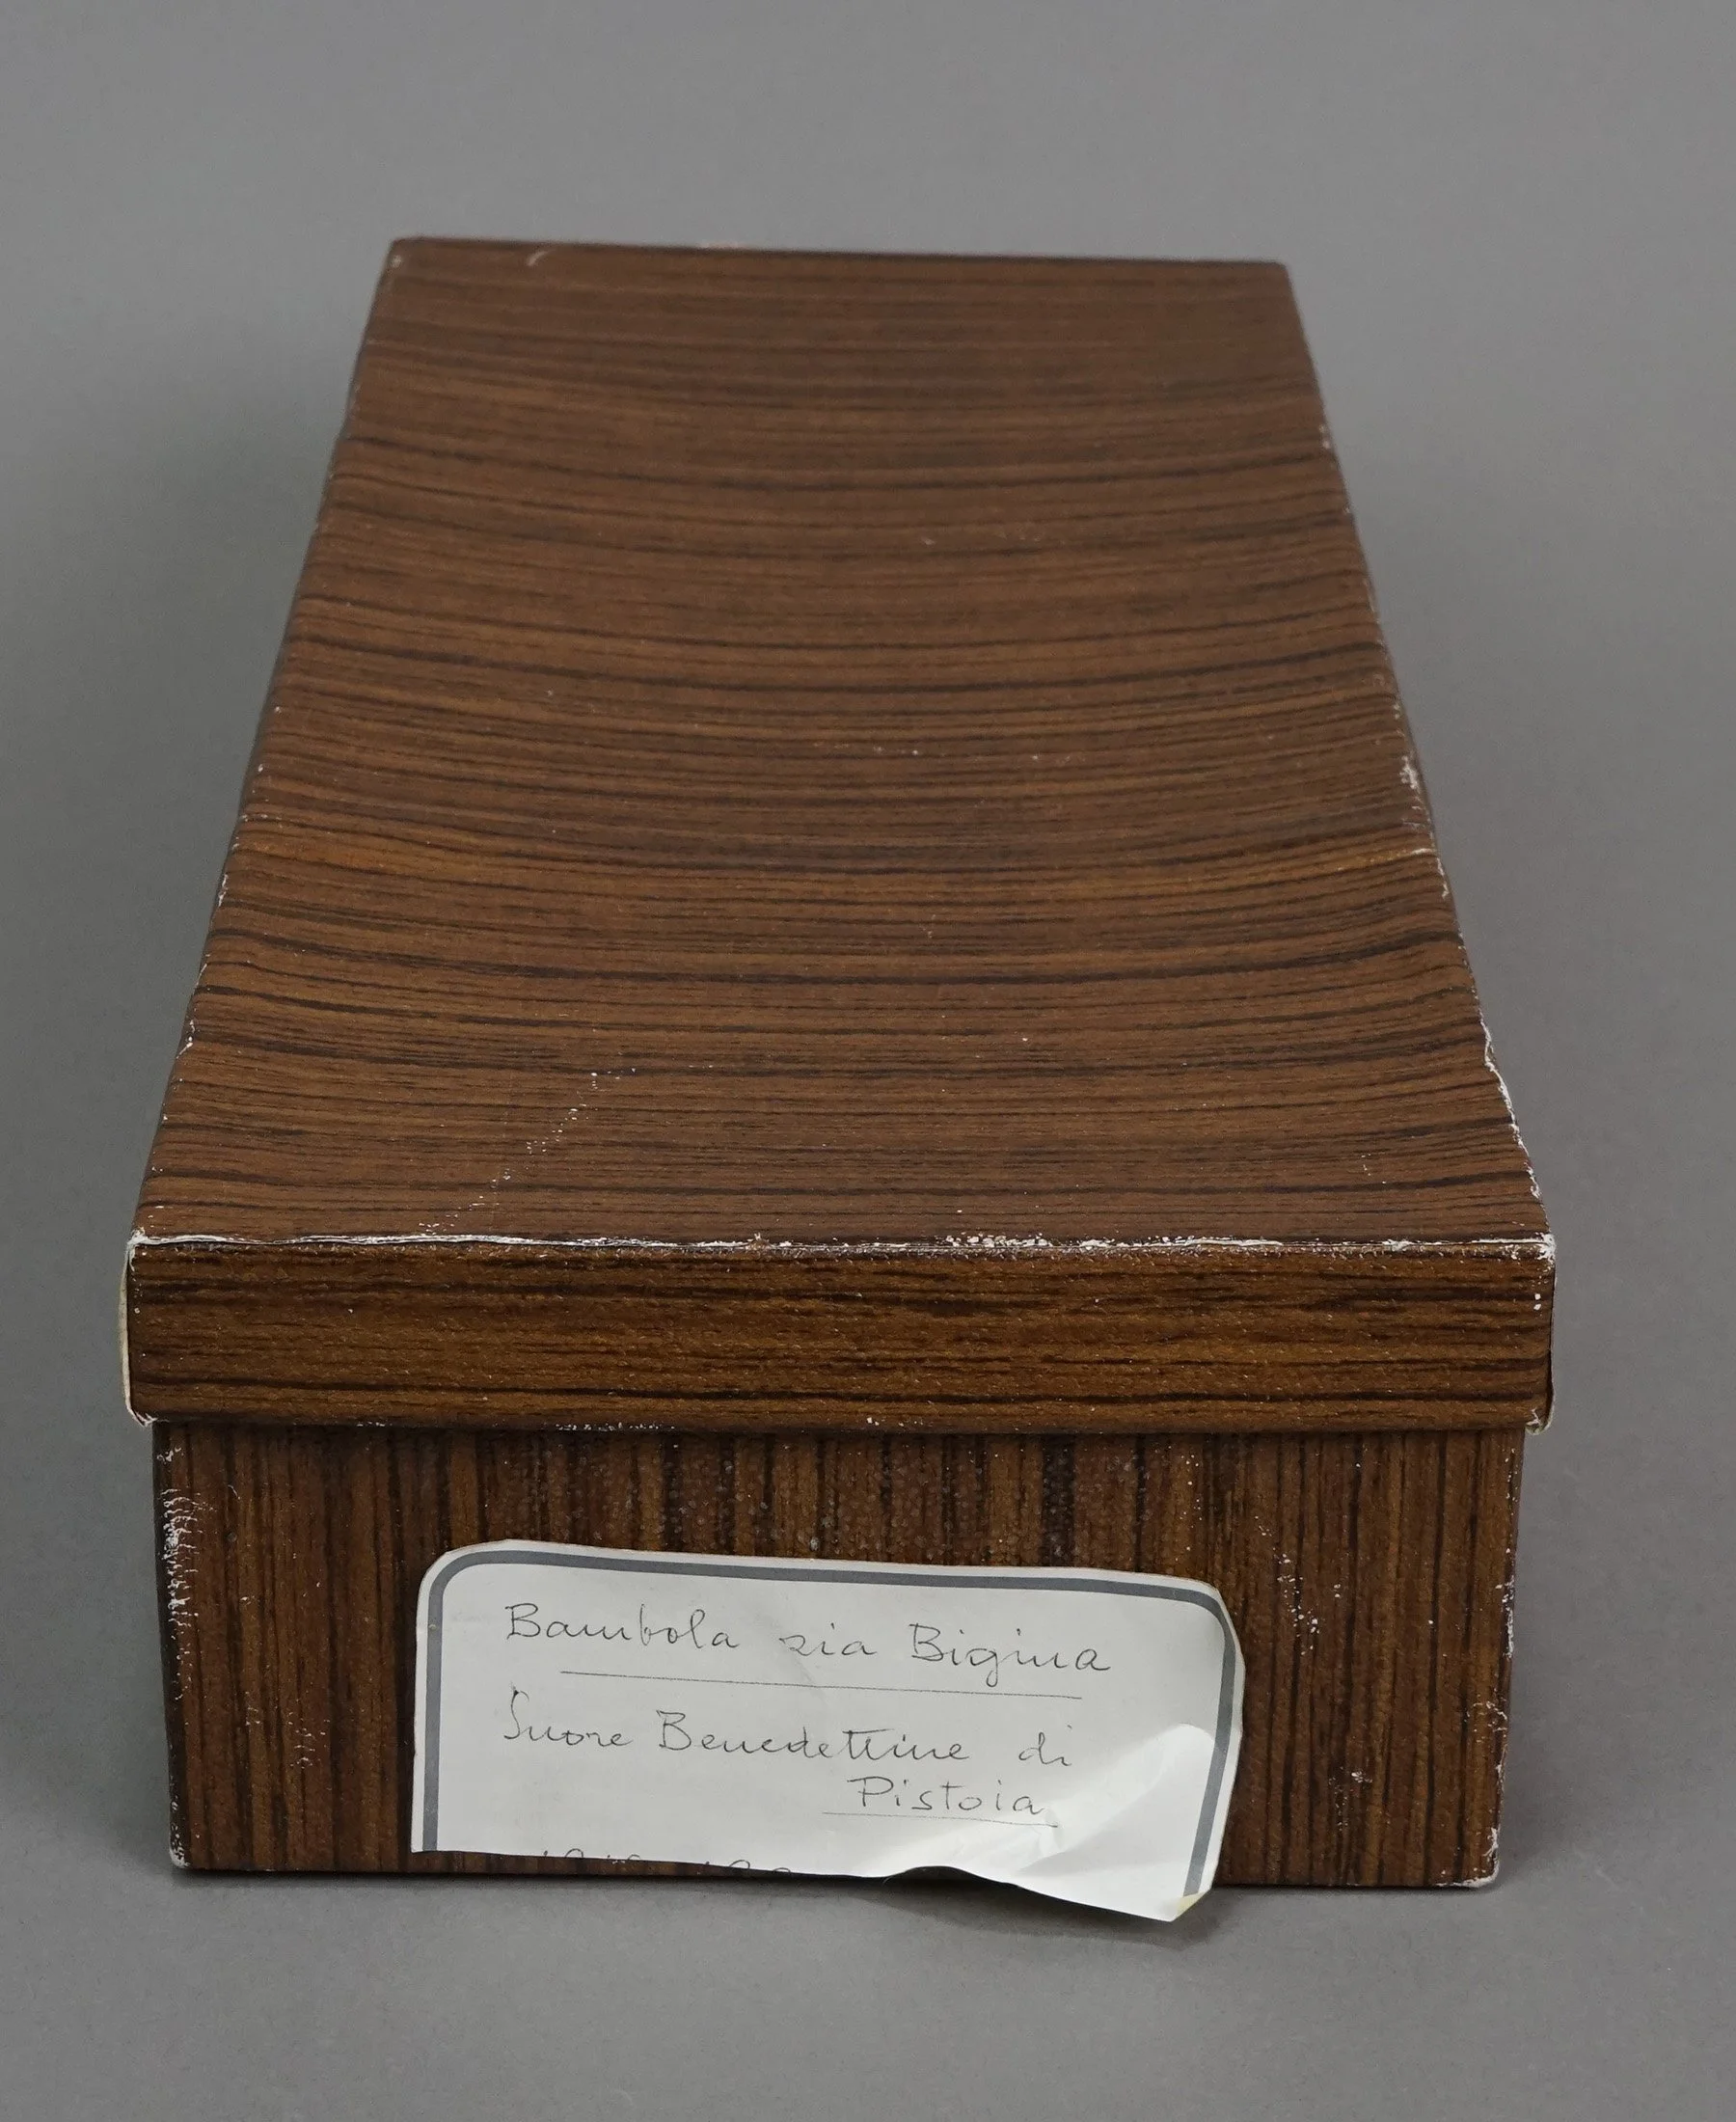 Bambola zia Bigina
Suore Benedettine di
Pistoia